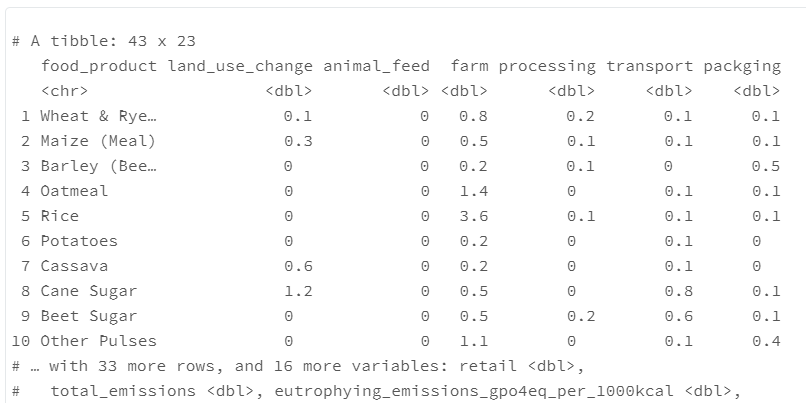 # A tibble: 43 x 23
food_product land_use_change animal_feed farm processing transport packging
<chr> <dbl> <dbl> <dbl> <dbl> <dbl> <dbl>
1 Wheat & Rye… 0.1 0 0.8 0.2 0.1 0.1
2 Maize (Meal) 0.3 0 0.5 0.1 0.1 0.1
3 Barley (Bee… 0 0 0.2 0.1 0 0.5
4 Oatmeal 0 0 1.4 0 0.1 0.1
5 Rice 0 0 3.6 0.1 0.1 0.1
6 Potatoes 0 0 0.2 0 0.1 0
7 Cassava 0.6 0 0.2 0 0.1 0
8 Cane Sugar 1.2 0 0.5 0 0.8 0.1
9 Beet Sugar 0 0 0.5 0.2 0.6 0.1
10 Other Pulses 0 0 1.1 0 0.1 0.4
# … with 33 more rows, and 16 more variables: retail <dbl>,
# total_emissions <dbl>, eutrophying_emissions_gpo4eq_per_1000kcal <dbl>,